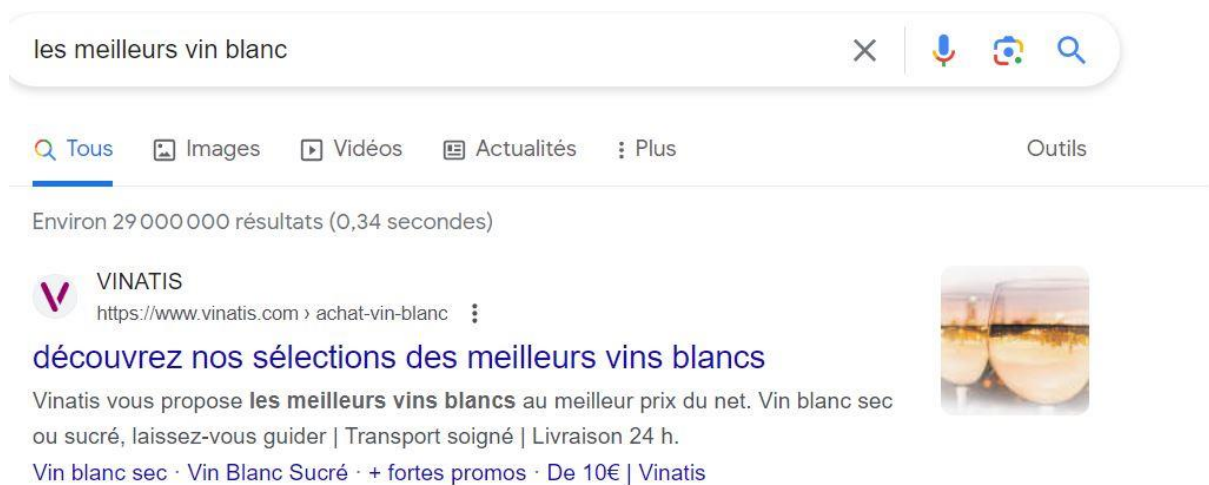 les meilleurs vin blanc
Tous Images Vidéos Actualités Plus Outils
Environ 29 000 000 résultats (0,34 secondes)
VINATIS
https://www.vinatis.com › achat-vin-blanc
découvrez nos sélections des meilleurs vins blancs
Vinatis vous propose les meilleurs vins blancs au meilleur prix du net. Vin blanc sec
ou sucré, laissez-vous guider | Transport soigné | Livraison 24 h.
Vin blanc sec · Vin Blanc Sucré · + fortes promos · De 10€ | Vinatis